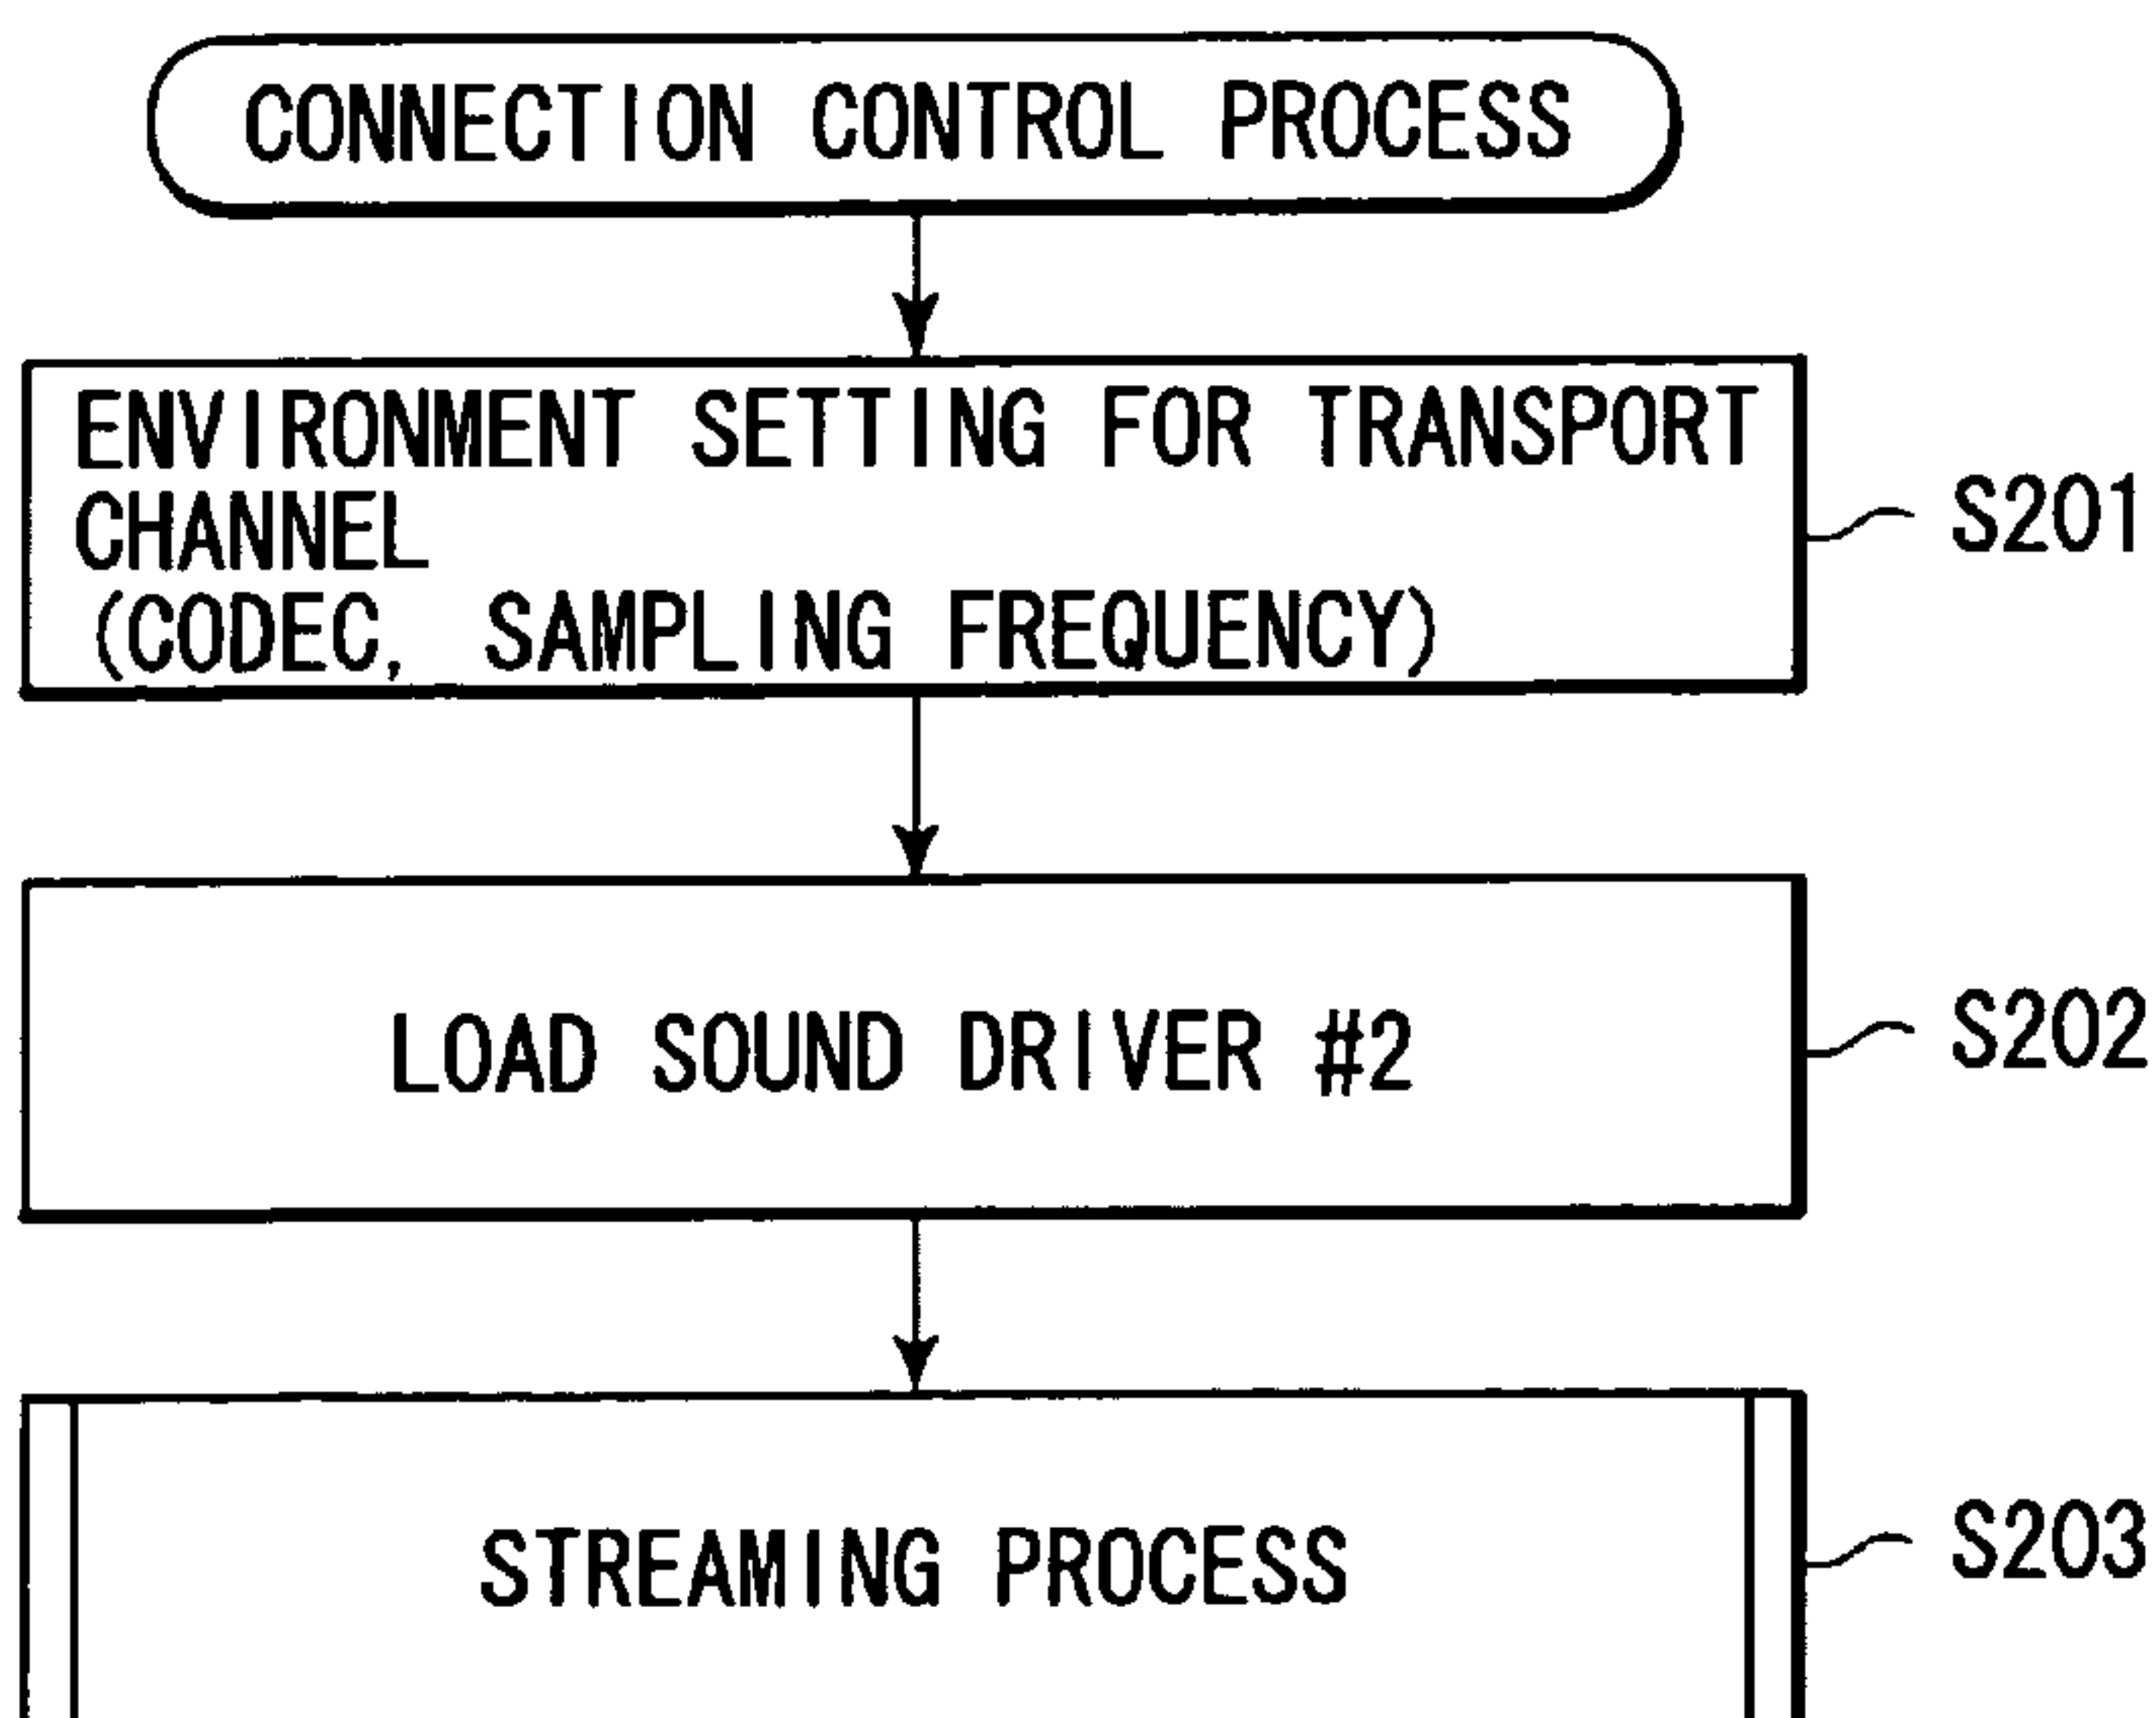 CONNECTION CONTROL PROCESS
ENVIRONMENT SETTING FOR TRANSPORT
CHANNEL
(CODEC, SAMPLING FREQUENCY)
S201
LOAD SOUND DRIVER #2
S202
STREAMING PROCESS
S203